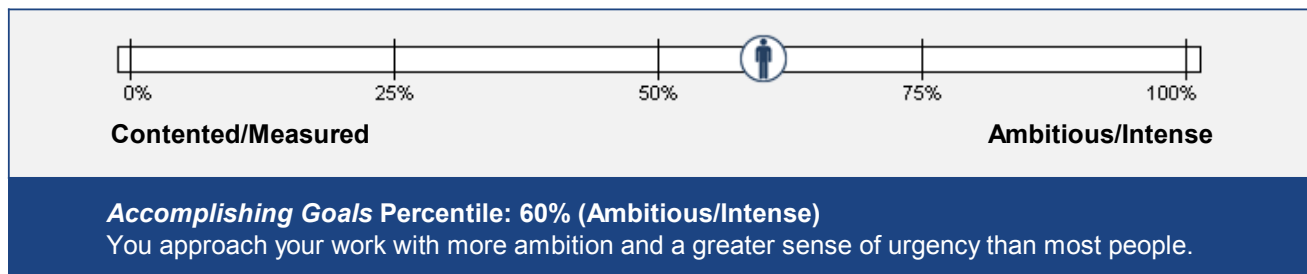 0% 25% 50% 75% 100%
Contented/Measured Ambitious/Intense
Accomplishing Goals Percentile: 60% (Ambitious/Intense)
You approach your work with more ambition and a greater sense of urgency than most people.